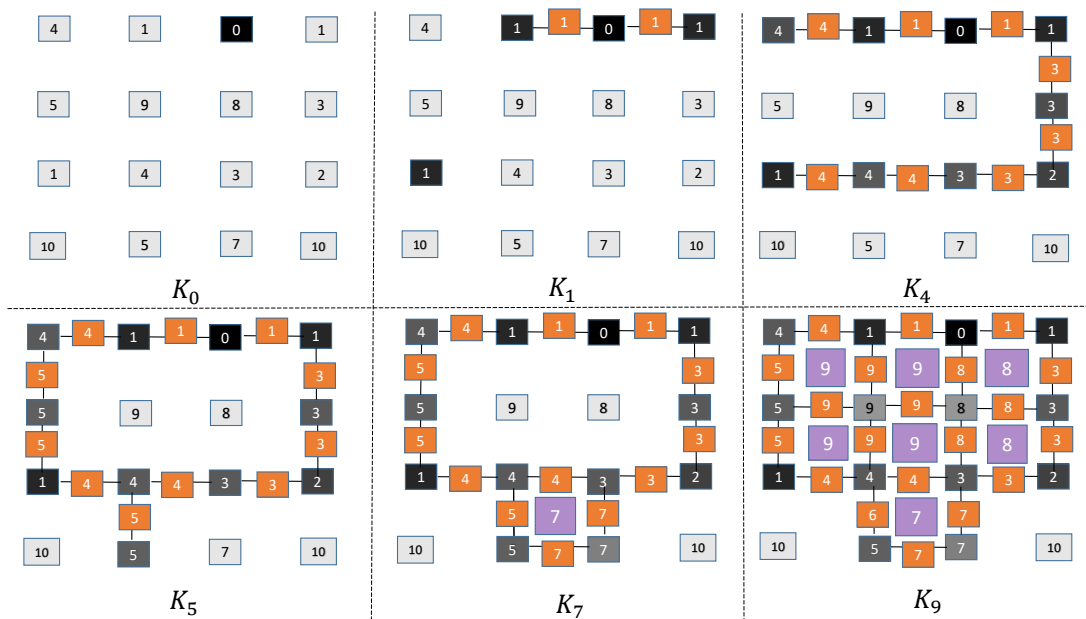 4 1 0 1
5 9 8 3
1 4 3 2
10 5 7 10
K₀
4 1 1 0 1 1
5 9 8 3
1 4 3 2
10 5 7 10
K₁
4 4 1 1 0 1 1
3
5 9 8 3
3
1 4 4 4 3 3 2
10 5 7 10
K₄
4 4 1 1 0 1 1
5 3
5 9 8 3
5 3
1 4 4 4 3 3 2
5
10 5 7 10
K₅
4 4 1 1 0 1 1
5 3
5 9 8 3
5 3
1 4 4 4 3 3 2
5 7 7
10 5 7 7 10
K₇
4 4 1 1 0 1 1
5 9 9 9 8 8 3
5 9 9 9 8 8 3
5 9 9 9 8 8 3
1 4 4 4 3 3 2
6 7 7
10 5 7 7 10
K₉